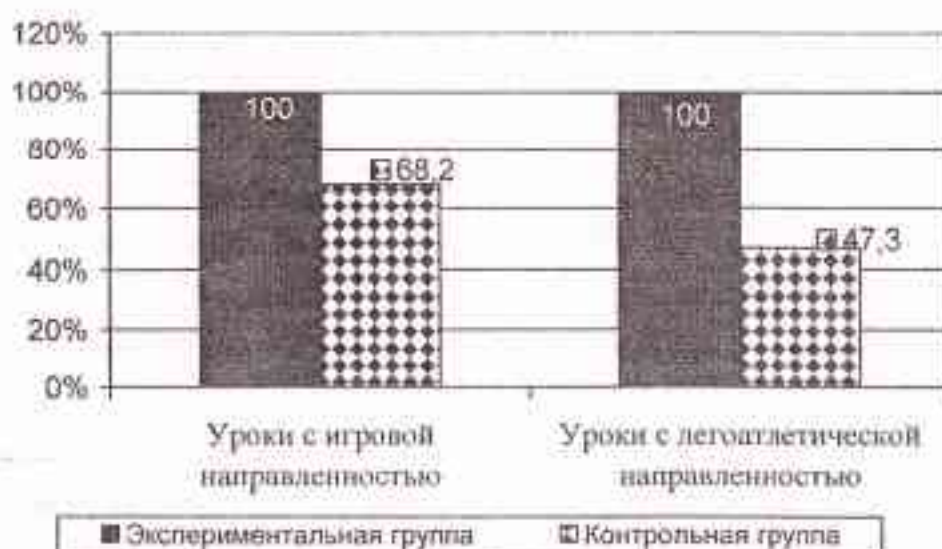 120%
100%
80%
60%
40%
20%
0%
100
68,2
100
47,3
Уроки с игровой
направленностью
Уроки с легоатлетической
направленностью
Экспериментальная группа
Контрольная группа